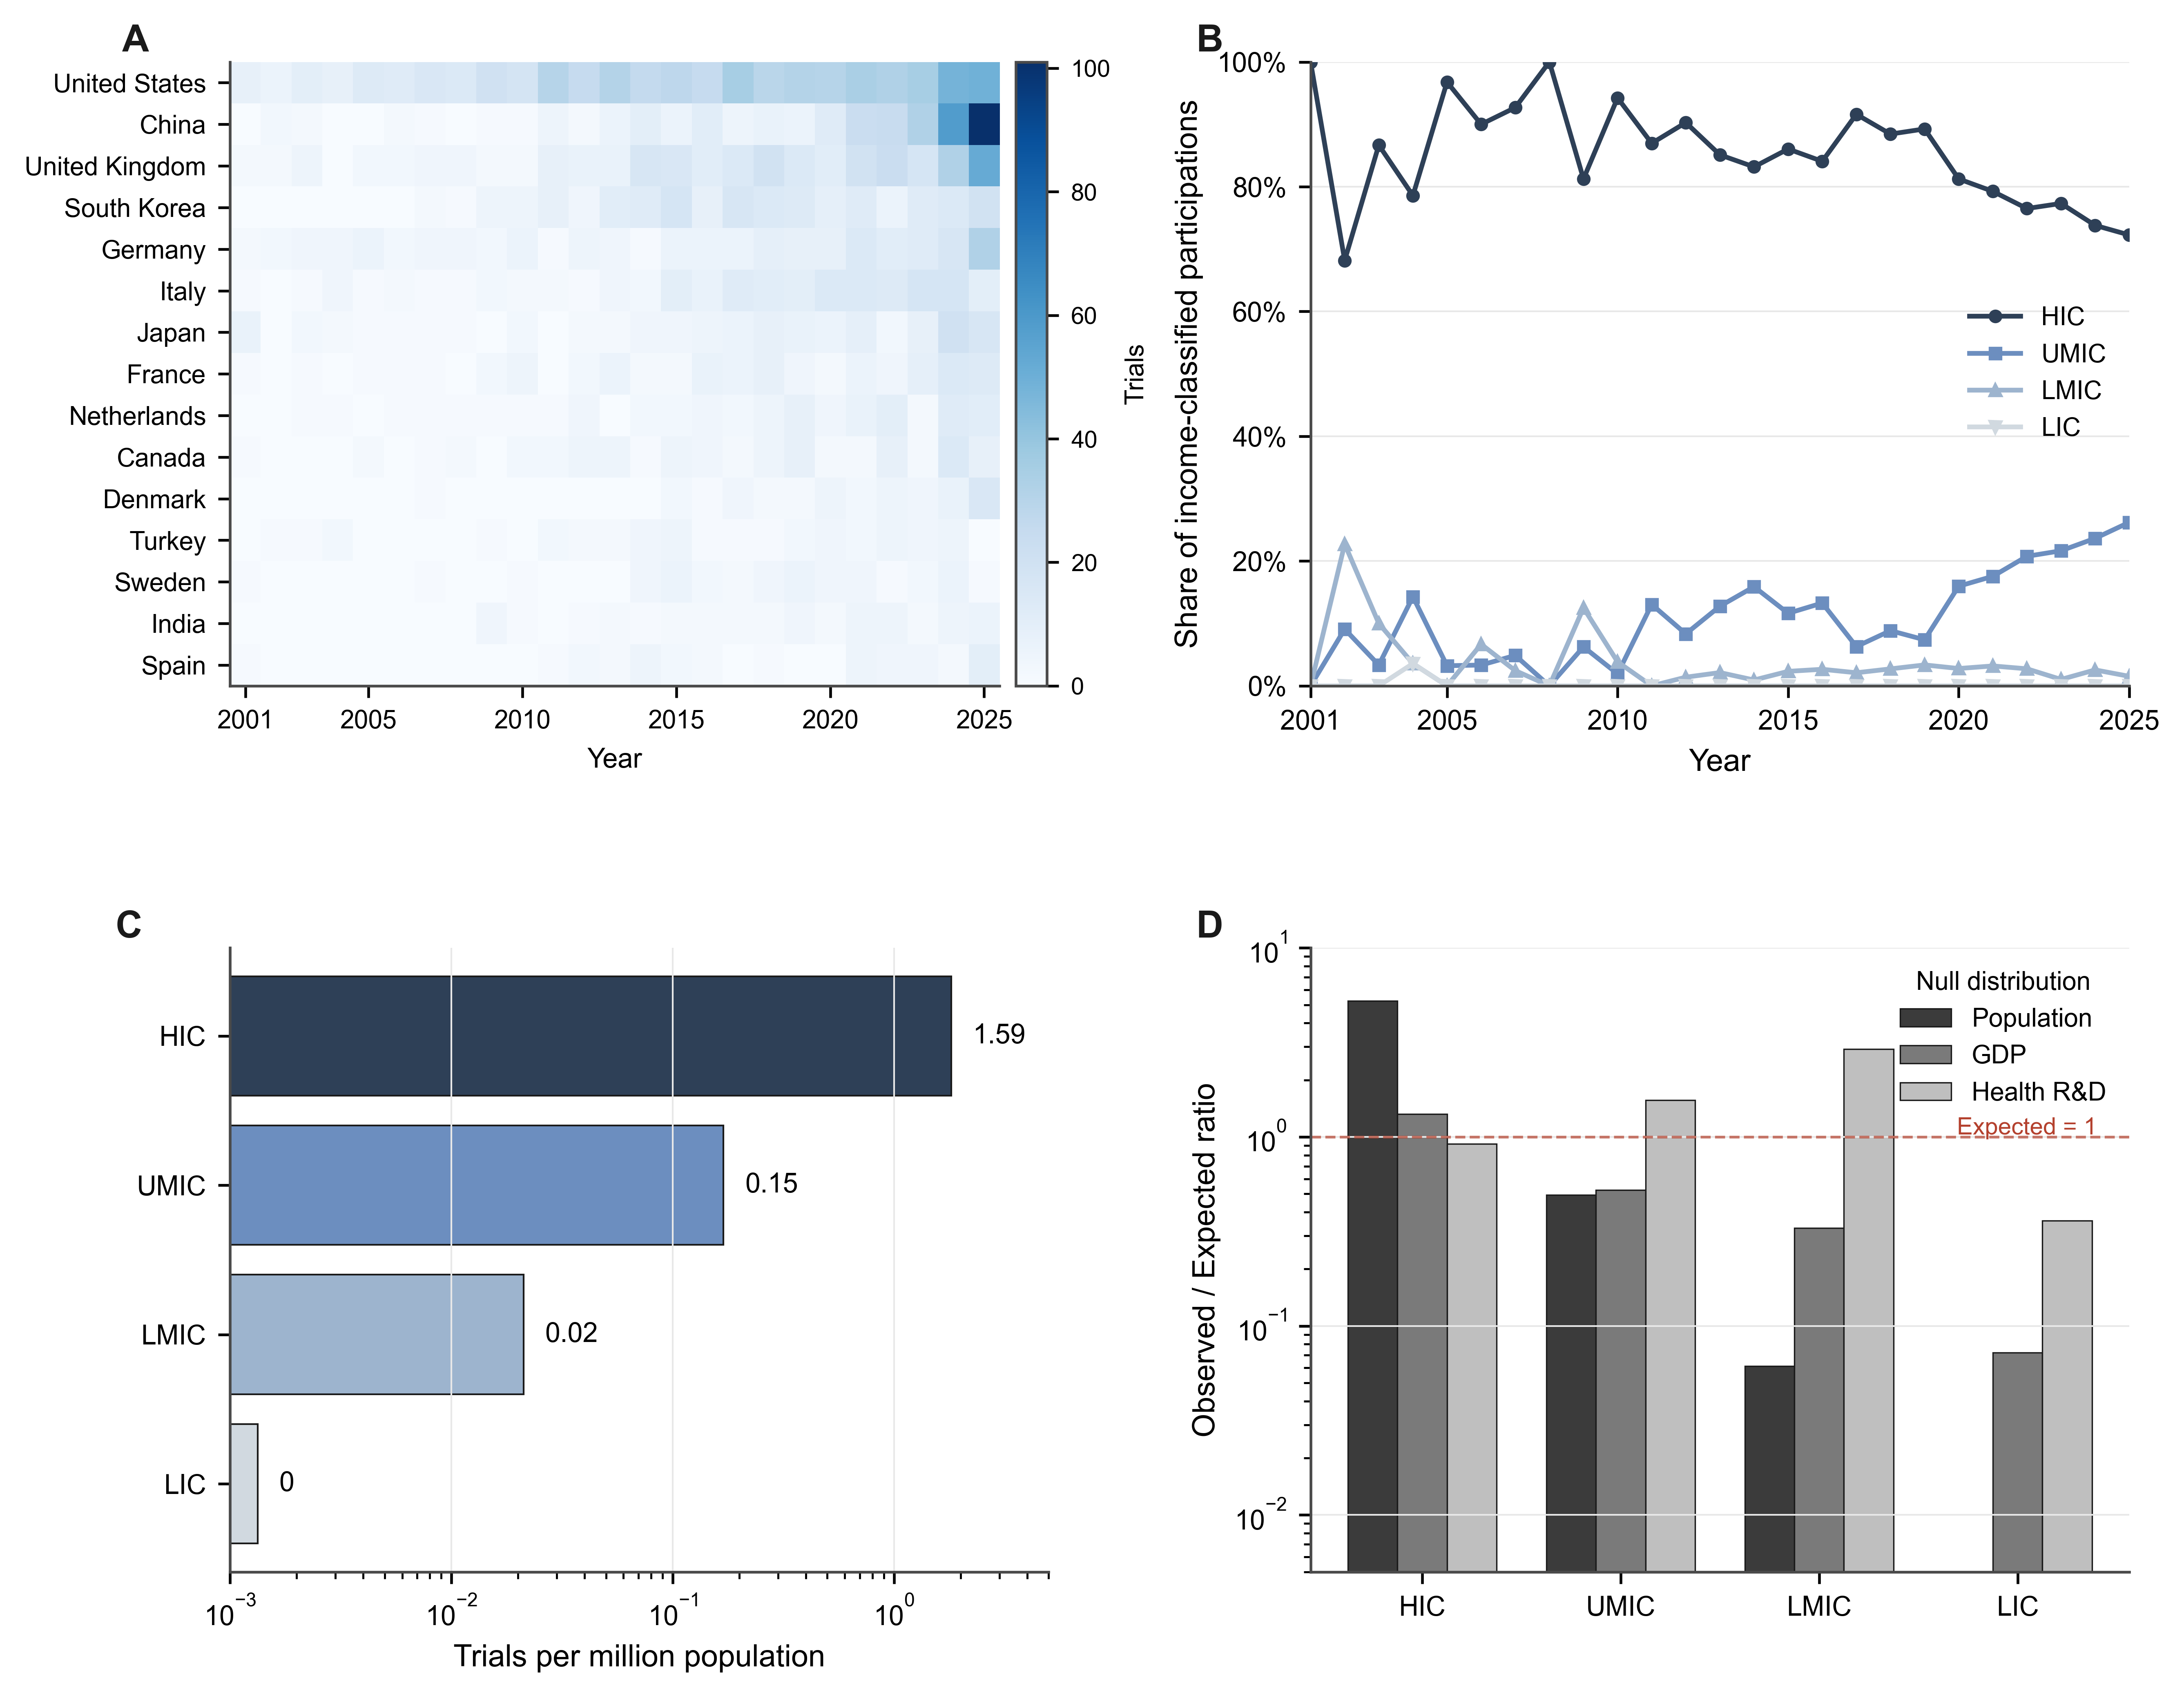 A
United States
China
United Kingdom
South Korea
Germany
Italy
Japan
France
Netherlands
Canada
Denmark
Turkey
Sweden
India
Spain
2001
2005
2010
2015
2020
2025
Year
100
80
60
40
20
0
Trials
B
100%
80%
60%
40%
20%
0%
Share of income-classified participations
HIC
UMIC
LMIC
LIC
2001
2005
2010
2015
2020
2025
Year
C
HIC
UMIC
LMIC
LIC
1.59
0.15
0.02
0
10⁻³
10⁻²
10⁻¹
10⁰
Trials per million population
D
10¹
10⁰
10⁻¹
10⁻²
Observed / Expected ratio
Null distribution
Population
GDP
Health R&D
Expected = 1
HIC
UMIC
LMIC
LIC